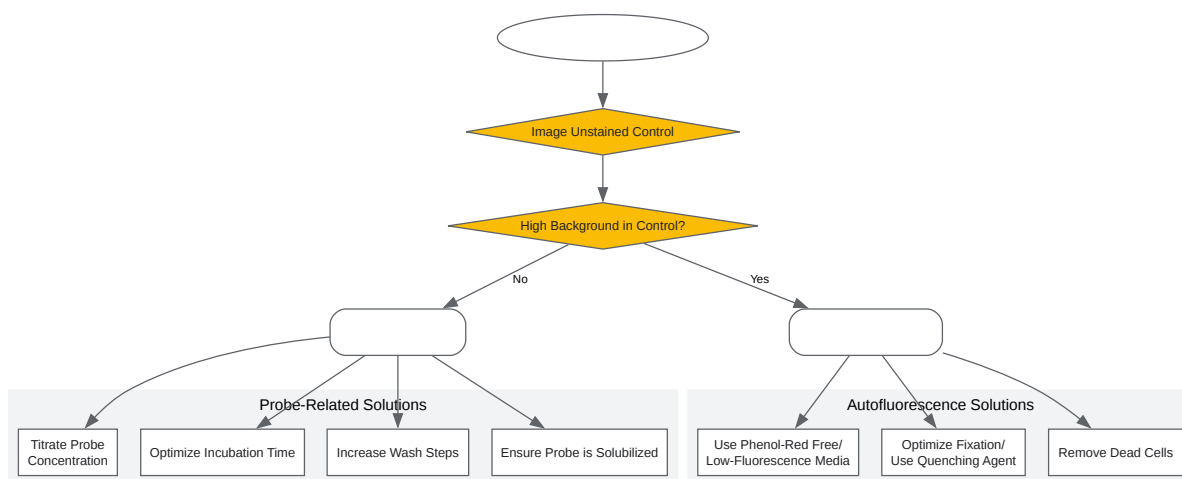 Image Unstained Control
High Background in Control?
No
Yes
Probe-Related Solutions
Autofluorescence Solutions
Titrate Probe
Concentration
Optimize Incubation Time
Increase Wash Steps
Ensure Probe is Solubilized
Use Phenol-Red Free/
Low-Fluorescence Media
Optimize Fixation/
Use Quenching Agent
Remove Dead Cells